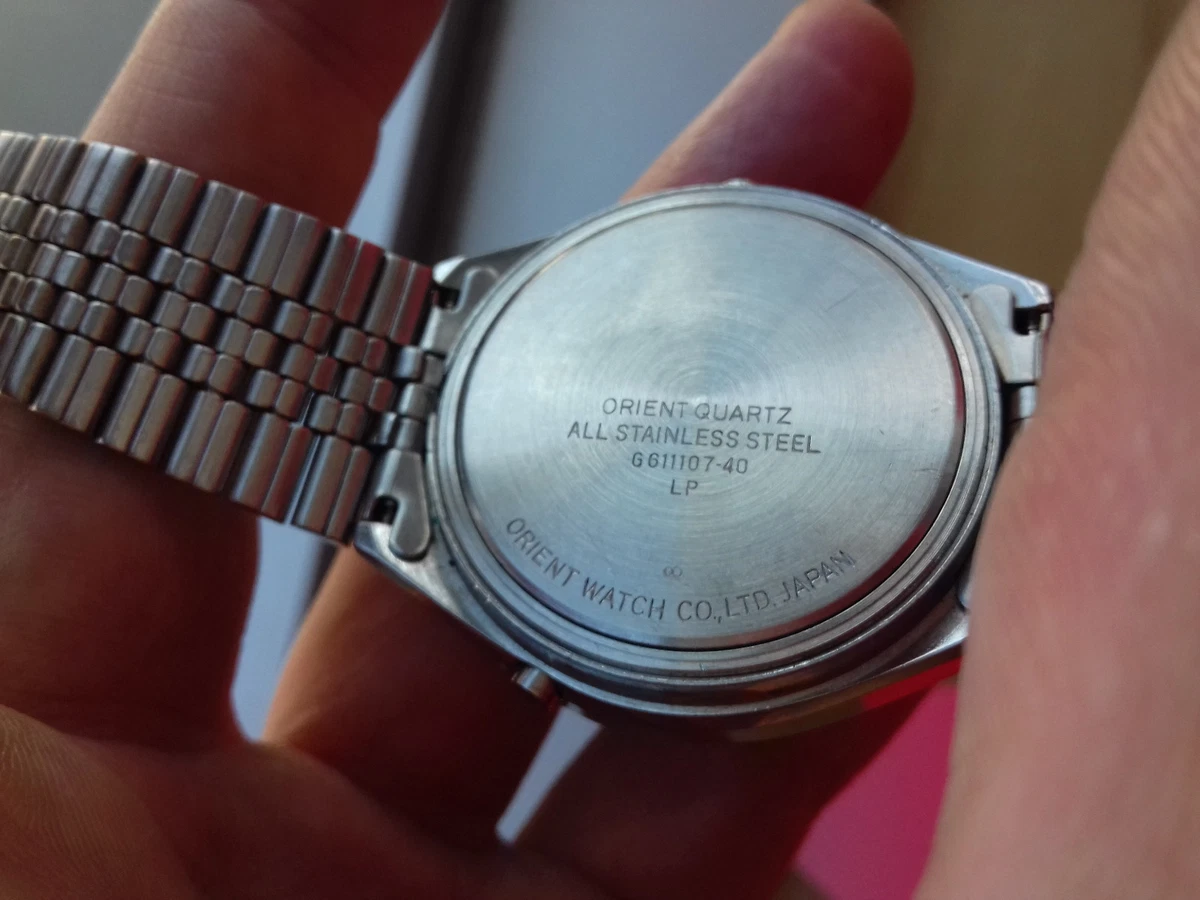 ORIENT QUARTZ
ALL STAINLESS STEEL
G611107-40
LP
∞
ORIENT WATCH CO., LTD. JAPAN